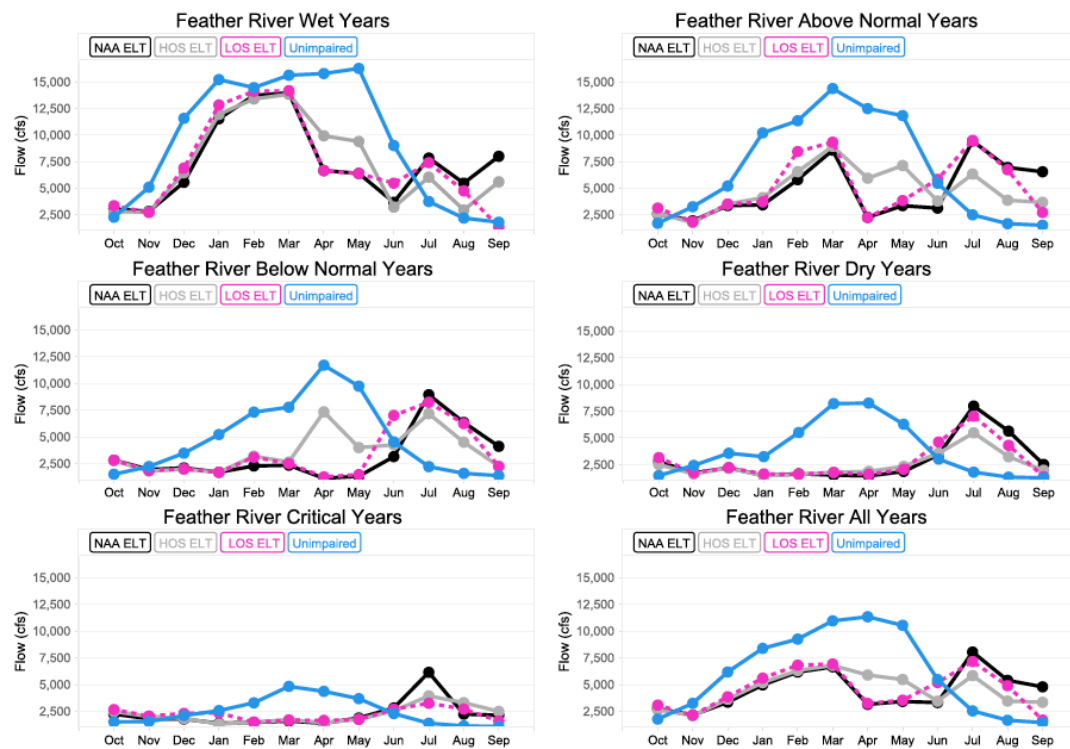 Feather River Wet Years
NAA ELT HOS ELT LOS ELT Unimpaired
Flow (cfs)
15,000
12,500
10,000
7,500
5,000
2,500
Oct Nov Dec Jan Feb Mar Apr May Jun Jul Aug Sep
Feather River Above Normal Years
NAA ELT HOS ELT LOS ELT Unimpaired
Flow (cfs)
15,000
12,500
10,000
7,500
5,000
2,500
Oct Nov Dec Jan Feb Mar Apr May Jun Jul Aug Sep
Feather River Below Normal Years
NAA ELT HOS ELT LOS ELT Unimpaired
Flow (cfs)
15,000
12,500
10,000
7,500
5,000
2,500
Oct Nov Dec Jan Feb Mar Apr May Jun Jul Aug Sep
Feather River Dry Years
NAA ELT HOS ELT LOS ELT Unimpaired
Flow (cfs)
15,000
12,500
10,000
7,500
5,000
2,500
Oct Nov Dec Jan Feb Mar Apr May Jun Jul Aug Sep
Feather River Critical Years
NAA ELT HOS ELT LOS ELT Unimpaired
Flow (cfs)
15,000
12,500
10,000
7,500
5,000
2,500
Oct Nov Dec Jan Feb Mar Apr May Jun Jul Aug Sep
Feather River All Years
NAA ELT HOS ELT LOS ELT Unimpaired
Flow (cfs)
15,000
12,500
10,000
7,500
5,000
2,500
Oct Nov Dec Jan Feb Mar Apr May Jun Jul Aug Sep